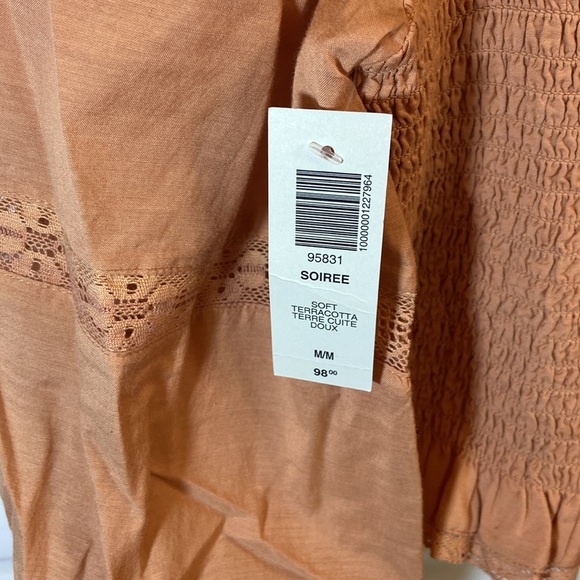 10000001227964
95831
SOIREE
SOFT
TERRACOTTA
TERRE CUITE
DOUX
M/M
98.00